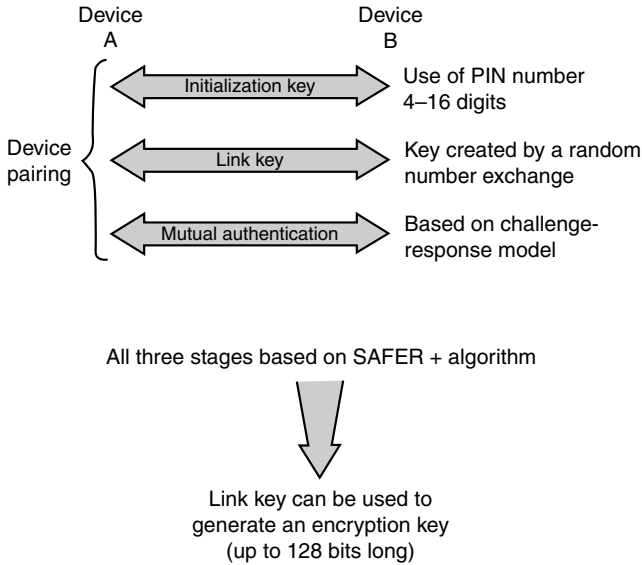 Device
A
Device
B
Device
pairing
Initialization key
Use of PIN number
4–16 digits
Link key
Key created by a random
number exchange
Mutual authentication
Based on challenge-
response model
All three stages based on SAFER + algorithm
Link key can be used to
generate an encryption key
(up to 128 bits long)